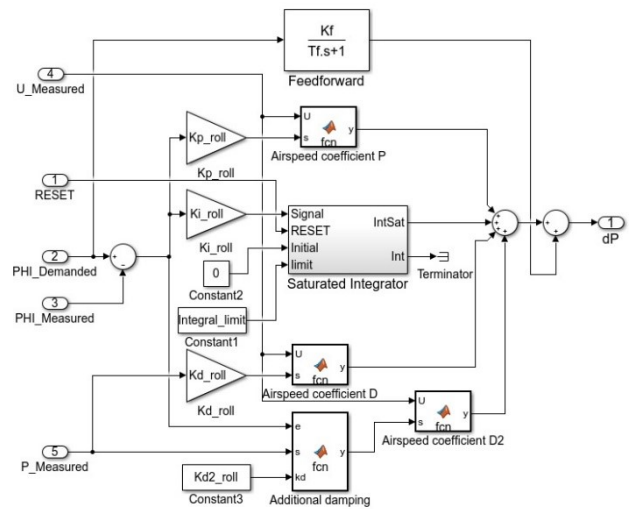 Kf
Tf.s+1
Feedforward
4
U_Measured
Kp_roll
Kp_roll
U
s
fcn
y
Airspeed coefficient P
1
RESET
Ki_roll
Ki_roll
Signal
RESET
Initial
limit
IntSat
Int
Saturated Integrator
Terminator
+
+
+
+
+
+
1
dP
2
PHI_Demanded
+
-
3
PHI_Measured
0
Constant2
Integral_limit
Constant1
Kd_roll
Kd_roll
U
s
fcn
y
Airspeed coefficient D
U
s
fcn
y
Airspeed coefficient D2
5
P_Measured
Kd2_roll
Constant3
e
s
kd
fcn
y
Additional damping